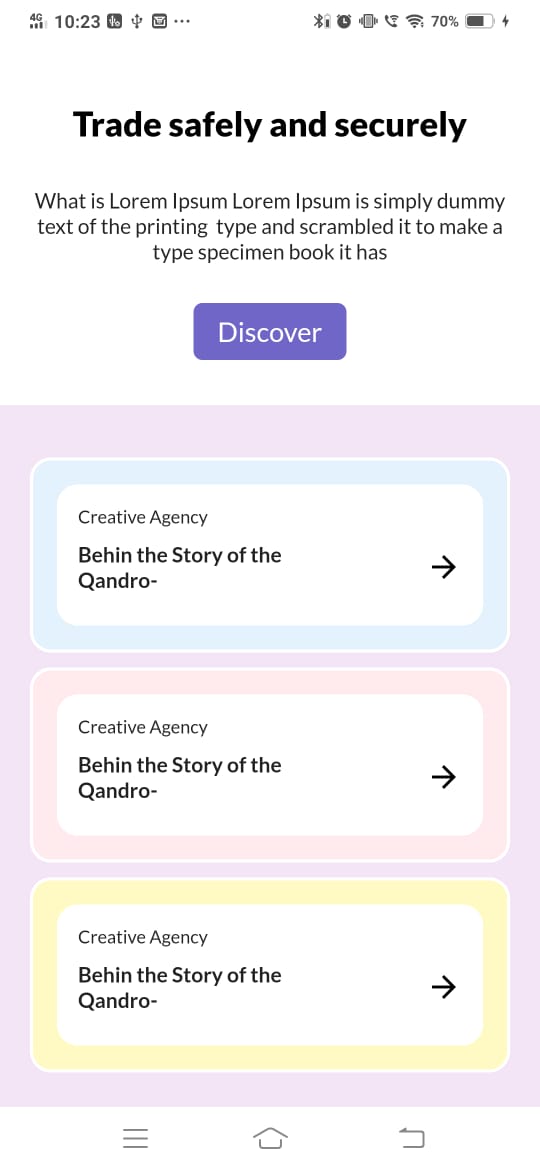 4G 10:23 70%
Trade safely and securely
What is Lorem Ipsum Lorem Ipsum is simply dummy
text of the printing  type and scrambled it to make a
type specimen book it has
Discover
Creative Agency
Behin the Story of the
Qandro-
Creative Agency
Behin the Story of the
Qandro-
Creative Agency
Behin the Story of the
Qandro-